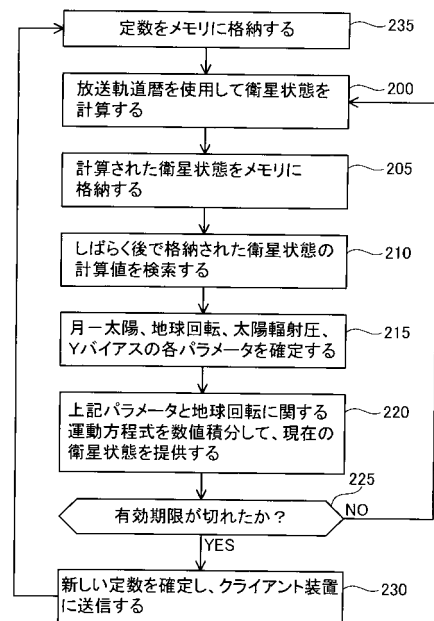 定数をメモリに格納する
235
放送軌道暦を使用して衛星状態を
計算する
200
計算された衛星状態をメモリに
格納する
205
しばらく後で格納された衛星状態の
計算値を検索する
210
月－太陽、地球回転、太陽輻射圧、
Yバイアスの各パラメータを確定する
215
上記パラメータと地球回転に関する
運動方程式を数値積分して、現在の
衛星状態を提供する
220
225
有効期限が切れたか？
NO
YES
新しい定数を確定し、クライアント装置
に送信する
230